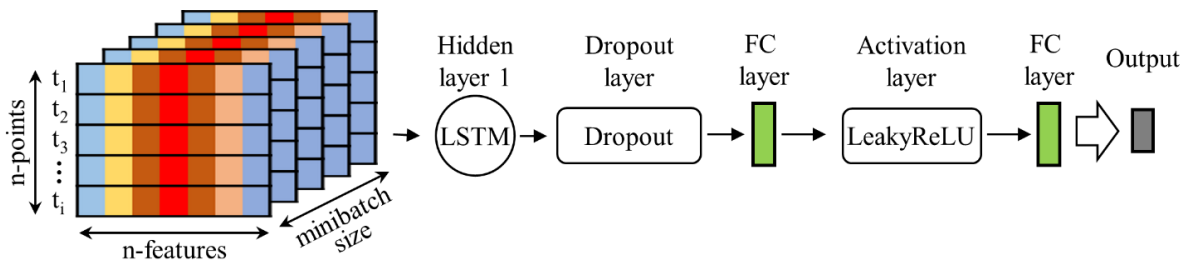 n-points
t1
t2
t3
...
ti
n-features
minibatch
size
Hidden
layer 1
LSTM
Dropout
layer
Dropout
FC
layer
Activation
layer
LeakyReLU
FC
layer
Output